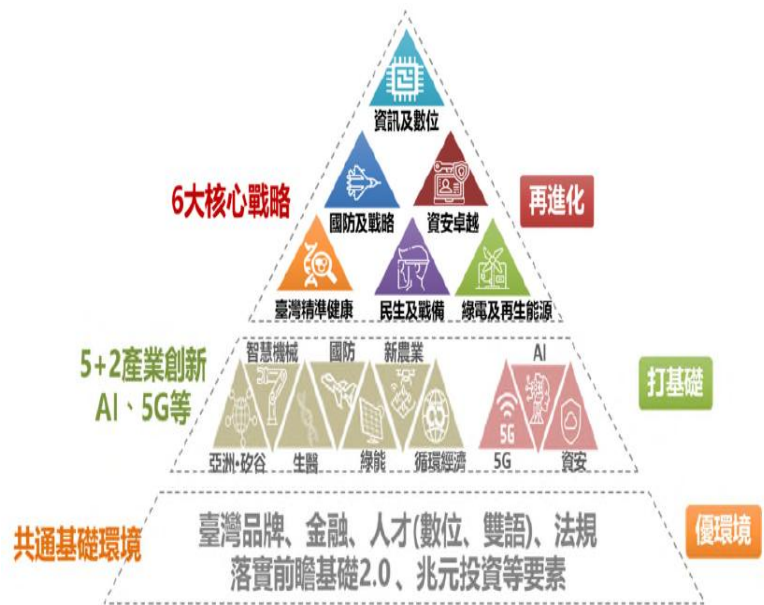 資訊及數位
6大核心戰略
國防及戰略
資安卓越
再進化
臺灣精準健康
民生及戰備
綠電及再生能源
5+2產業創新
AI、5G等
智慧機械
國防
新農業
AI
打基礎
5G
亞洲·矽谷
生醫
綠能
循環經濟
5G
資安
共通基礎環境
臺灣品牌、金融、人才(數位、雙語)、法規
落實前瞻基礎2.0、兆元投資等要素
優環境